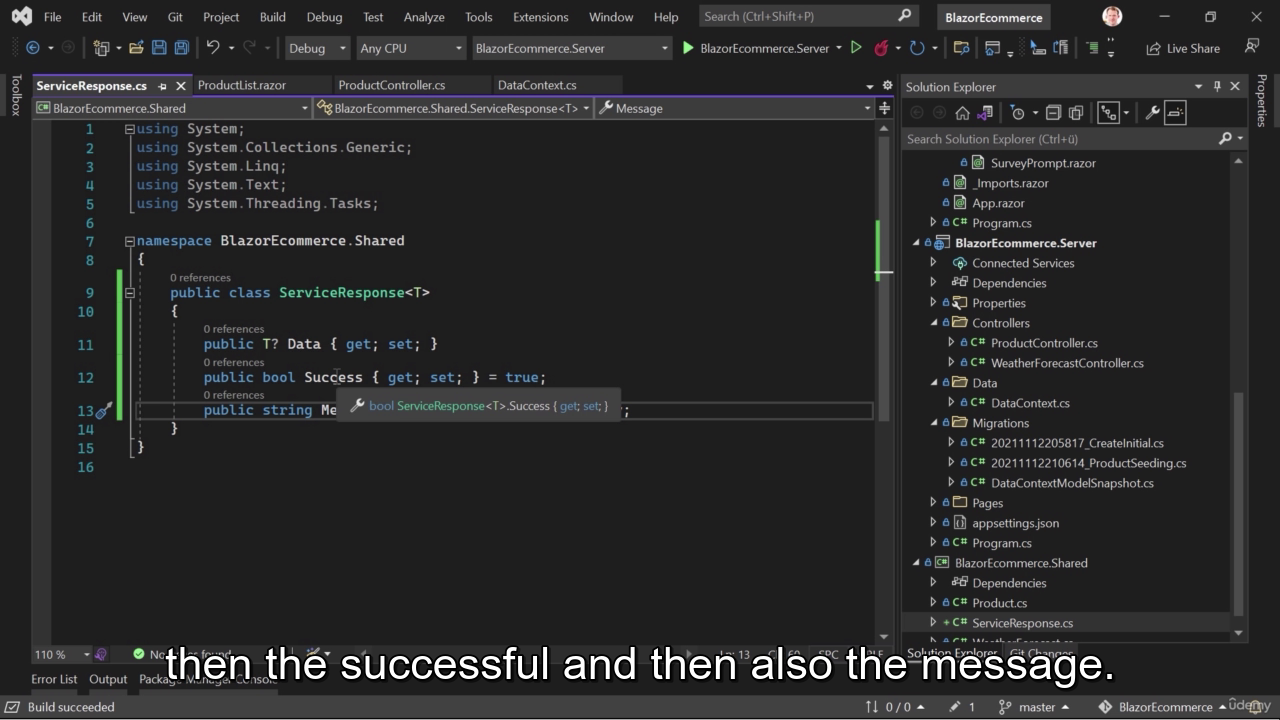 File Edit View Git Project Build Debug Test Analyze Tools Extensions Window Help Search (Ctrl+Shift+P) BlazorEcommerce
Debug Any CPU BlazorEcommerce.Server BlazorEcommerce.Server Live Share
Toolbox
ServiceResponse.cs ProductList.razor ProductController.cs DataContext.cs
BlazorEcommerce.Shared BlazorEcommerce.Shared.ServiceResponse<T> Message
1 using System;
2 using System.Collections.Generic;
3 using System.Linq;
4 using System.Text;
5 using System.Threading.Tasks;
6
7 namespace BlazorEcommerce.Shared
8 {
0 references
9 public class ServiceResponse<T>
10 {
0 references
11 public T? Data { get; set; }
0 references
12 public bool Success { get; set; } = true;
0 references
13 public string Me ;
bool ServiceResponse<T>.Success { get; set; }
14 }
15 }
16
Solution Explorer
Search Solution Explorer (Ctrl+ü)
SurveyPrompt.razor
_Imports.razor
App.razor
C# Program.cs
BlazorEcommerce.Server
Connected Services
Dependencies
Properties
Controllers
C# ProductController.cs
C# WeatherForecastController.cs
Data
C# DataContext.cs
Migrations
C# 20211112205817_CreateInitial.cs
C# 20211112210614_ProductSeeding.cs
C# DataContextModelSnapshot.cs
Pages
appsettings.json
C# Program.cs
C# BlazorEcommerce.Shared
Dependencies
C# Product.cs
C# ServiceResponse.cs
Solution Explorer Git Changes
Properties
110 %
then the successful and then also the message.
Error List Output Package Manager Console
Build succeeded 0 / 0 1 master BlazorEcommerce
ûdemy